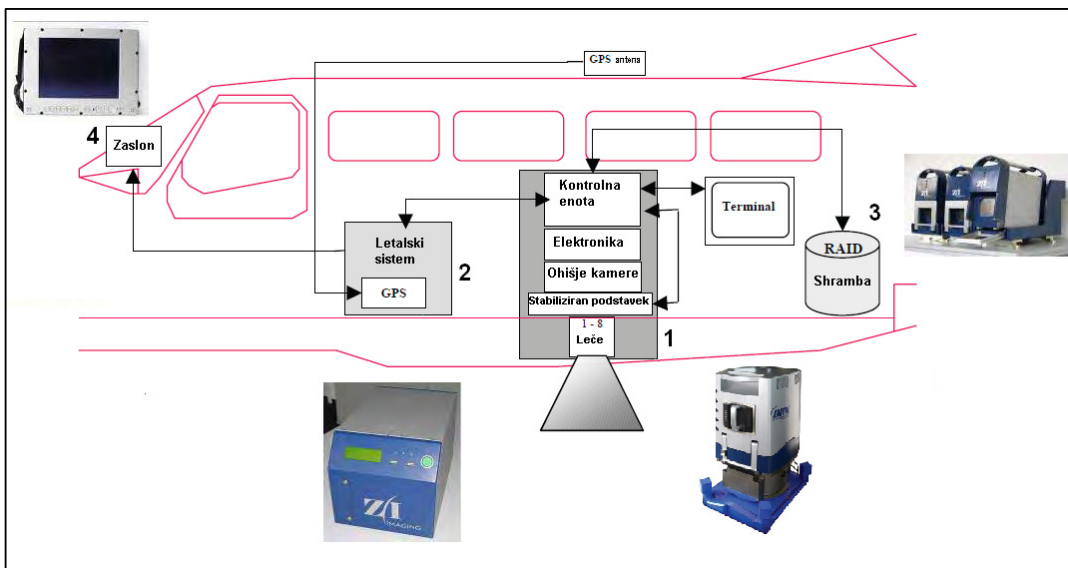 GPS antena
4
Zaslon
Kontrolna
enota
Terminal
3
RAID
Shramba
Letalski
sistem
2
GPS
Elektronika
Ohišje kamere
Stabiliziran podstavek
1 - 8
Leče
1
Z/I
IMAGING